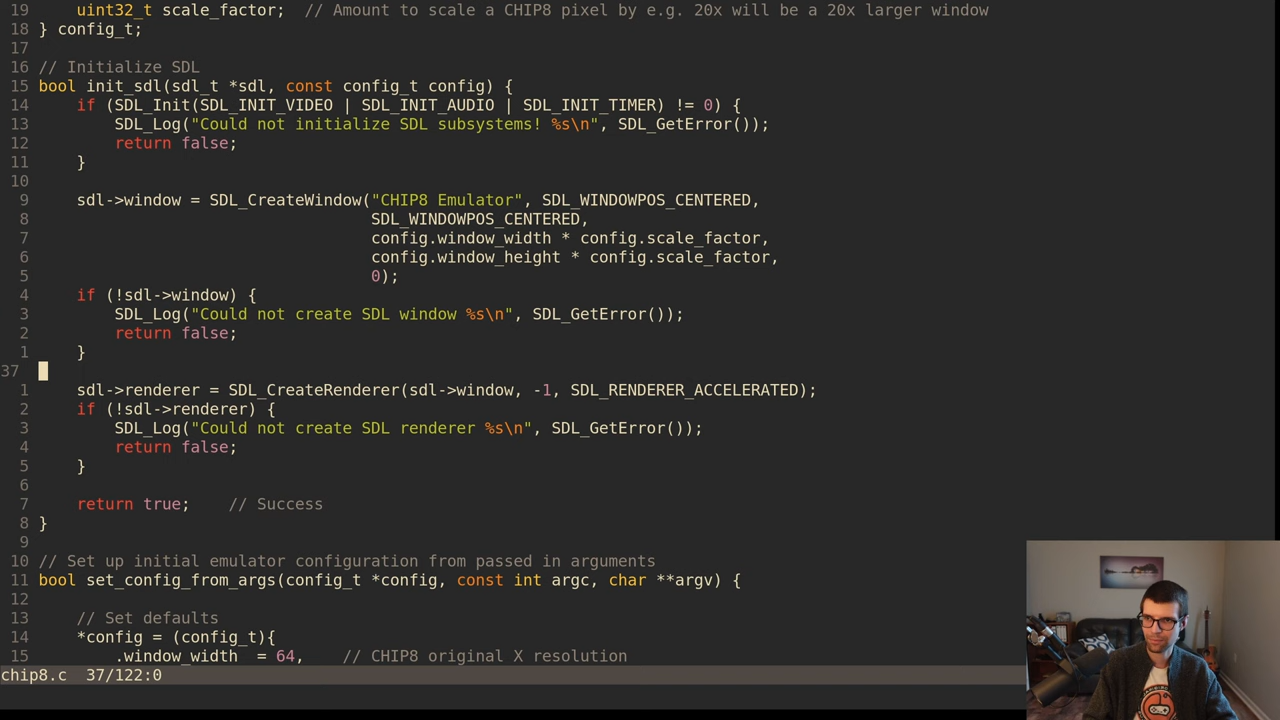 19     uint32_t scale_factor;  // Amount to scale a CHIP8 pixel by e.g. 20x will be a 20x larger window
18 } config_t;
17
16 // Initialize SDL
15 bool init_sdl(sdl_t *sdl, const config_t config) {
14     if (SDL_Init(SDL_INIT_VIDEO | SDL_INIT_AUDIO | SDL_INIT_TIMER) != 0) {
13         SDL_Log("Could not initialize SDL subsystems! %s\n", SDL_GetError());
12         return false;
11     }
10
9     sdl->window = SDL_CreateWindow("CHIP8 Emulator", SDL_WINDOWPOS_CENTERED,
8                                    SDL_WINDOWPOS_CENTERED,
7                                    config.window_width * config.scale_factor,
6                                    config.window_height * config.scale_factor,
5                                    0);
4     if (!sdl->window) {
3         SDL_Log("Could not create SDL window %s\n", SDL_GetError());
2         return false;
1     }
37
1     sdl->renderer = SDL_CreateRenderer(sdl->window, -1, SDL_RENDERER_ACCELERATED);
2     if (!sdl->renderer) {
3         SDL_Log("Could not create SDL renderer %s\n", SDL_GetError());
4         return false;
5     }
6
7     return true;    // Success
8 }
9
10 // Set up initial emulator configuration from passed in arguments
11 bool set_config_from_args(config_t *config, const int argc, char **argv) {
12
13     // Set defaults
14     *config = (config_t){
15         .window_width  = 64,    // CHIP8 original X resolution
chip8.c  37/122:0